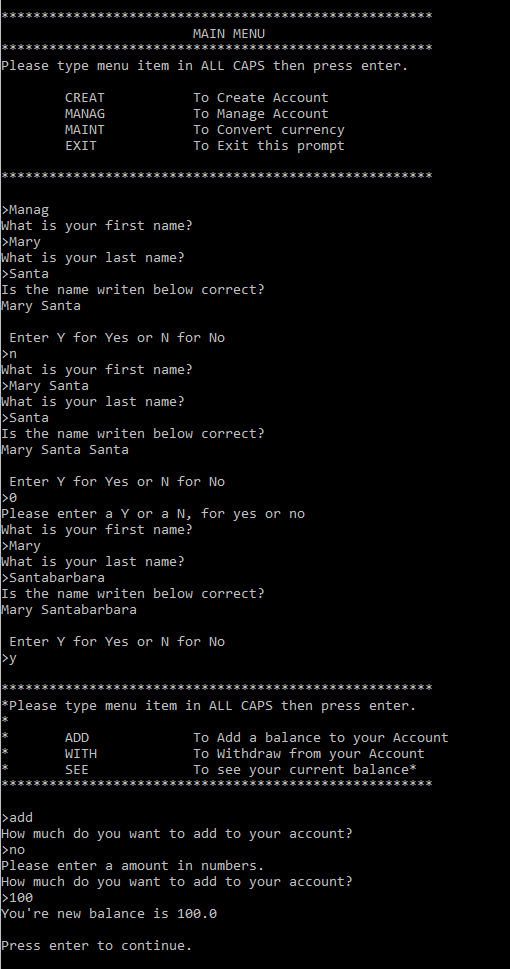 ******************************************************
                        MAIN MENU
******************************************************
Please type menu item in ALL CAPS then press enter.

        CREAT           To Create Account
        MANAG           To Manage Account
        MAINT           To Convert currency
        EXIT            To Exit this prompt

******************************************************

>Manag
What is your first name?
>Mary
What is your last name?
>Santa
Is the name writen below correct?
Mary Santa

 Enter Y for Yes or N for No
>n
What is your first name?
>Mary Santa
What is your last name?
>Santa
Is the name writen below correct?
Mary Santa Santa

 Enter Y for Yes or N for No
>0
Please enter a Y or a N, for yes or no
What is your first name?
>Mary
What is your last name?
>Santabarbara
Is the name writen below correct?
Mary Santabarbara

 Enter Y for Yes or N for No
>y

******************************************************
*Please type menu item in ALL CAPS then press enter.
*
*       ADD             To Add a balance to your Account
*       WITH            To Withdraw from your Account
*       SEE             To see your current balance*
******************************************************

>add
How much do you want to add to your account?
>no
Please enter a amount in numbers.
How much do you want to add to your account?
>100
You're new balance is 100.0

Press enter to continue.